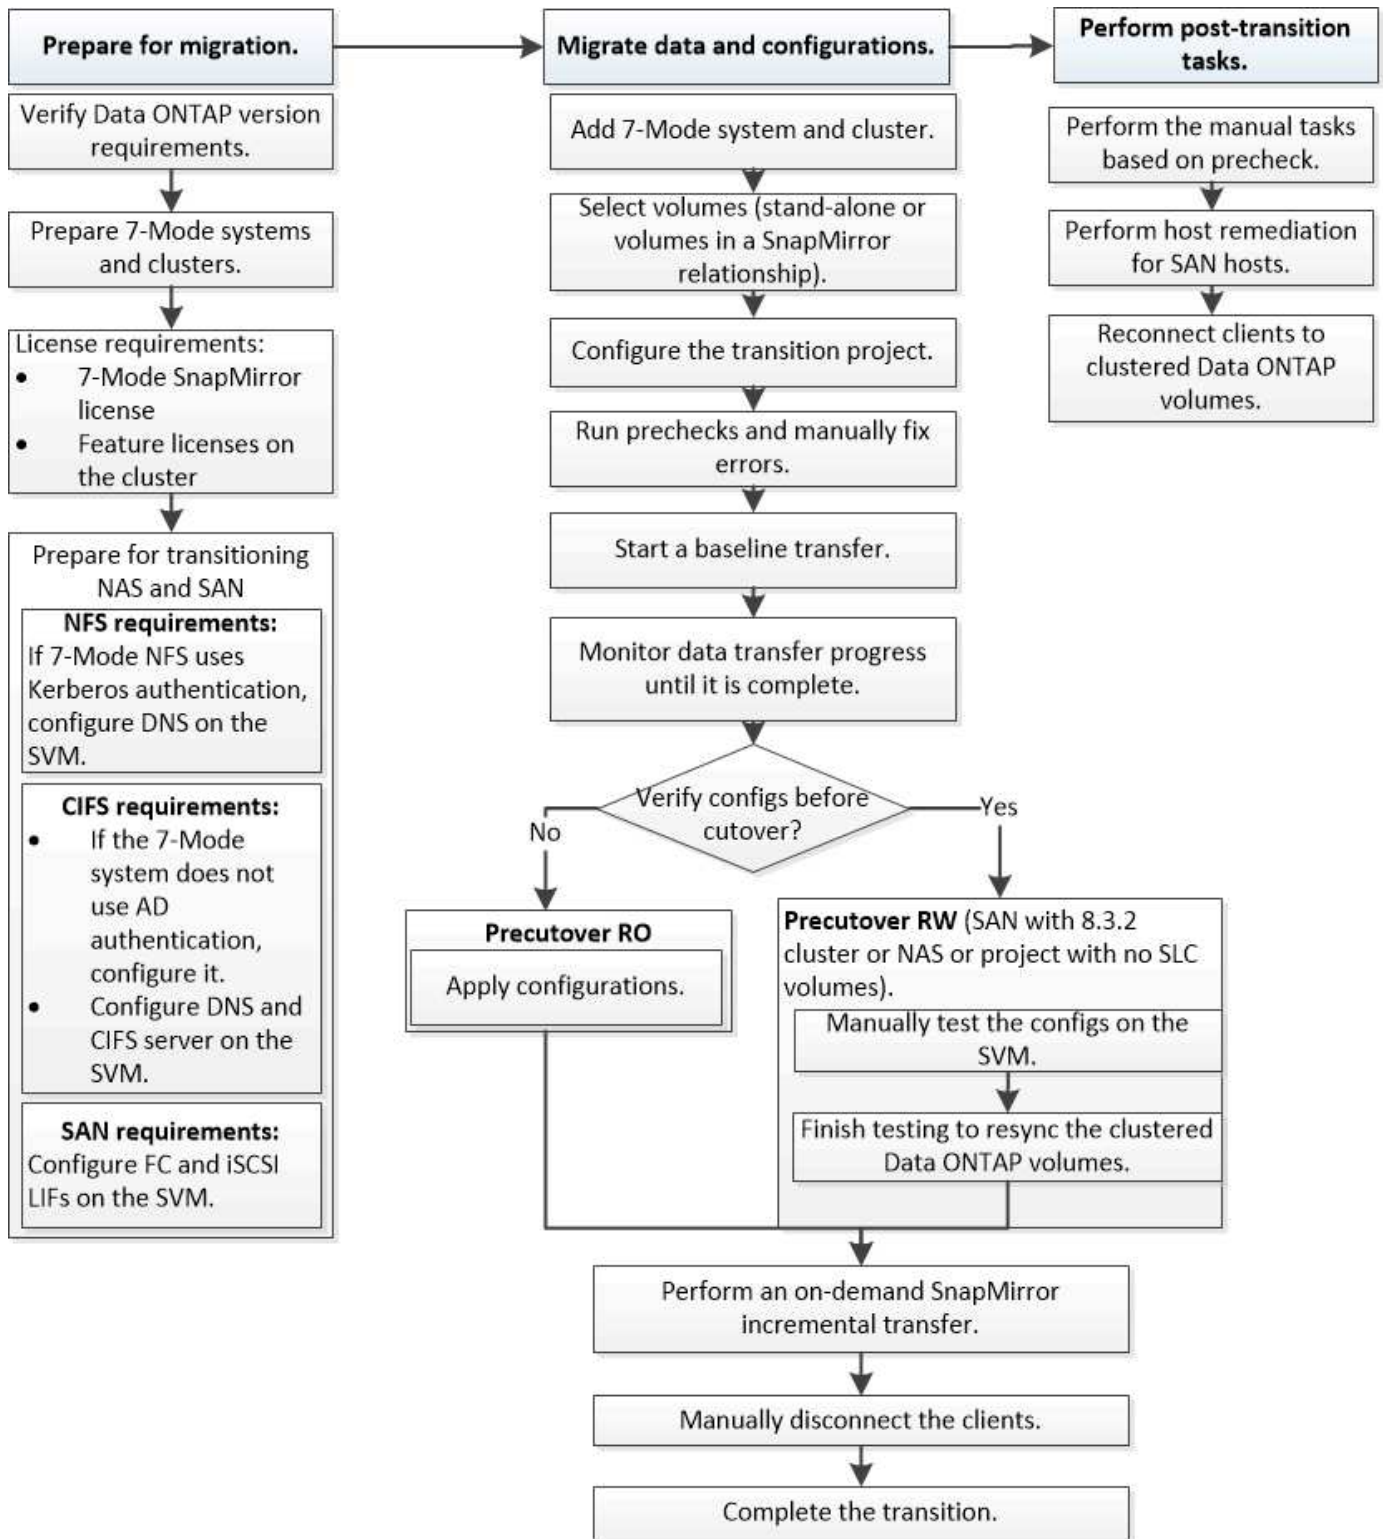 Prepare for migration.
Migrate data and configurations.
Perform post-transition
tasks.
Verify Data ONTAP version
requirements.
Prepare 7-Mode systems
and clusters.
License requirements:
• 7-Mode SnapMirror
license
• Feature licenses on
the cluster
Prepare for transitioning
NAS and SAN
NFS requirements:
If 7-Mode NFS uses
Kerberos authentication,
configure DNS on the
SVM.
CIFS requirements:
• If the 7-Mode
system does not
use AD
authentication,
configure it.
• Configure DNS and
CIFS server on the
SVM.
SAN requirements:
Configure FC and iSCSI
LIFs on the SVM.
Add 7-Mode system and cluster.
Select volumes (stand-alone or
volumes in a SnapMirror
relationship).
Configure the transition project.
Run prechecks and manually fix
errors.
Start a baseline transfer.
Monitor data transfer progress
until it is complete.
Verify configs before
cutover?
No
Yes
Precutover RO
Apply configurations.
Precutover RW (SAN with 8.3.2
cluster or NAS or project with no SLC
volumes).
Manually test the configs on the
SVM.
Finish testing to resync the clustered
Data ONTAP volumes.
Perform an on-demand SnapMirror
incremental transfer.
Manually disconnect the clients.
Complete the transition.
Perform the manual tasks
based on precheck.
Perform host remediation
for SAN hosts.
Reconnect clients to
clustered Data ONTAP
volumes.